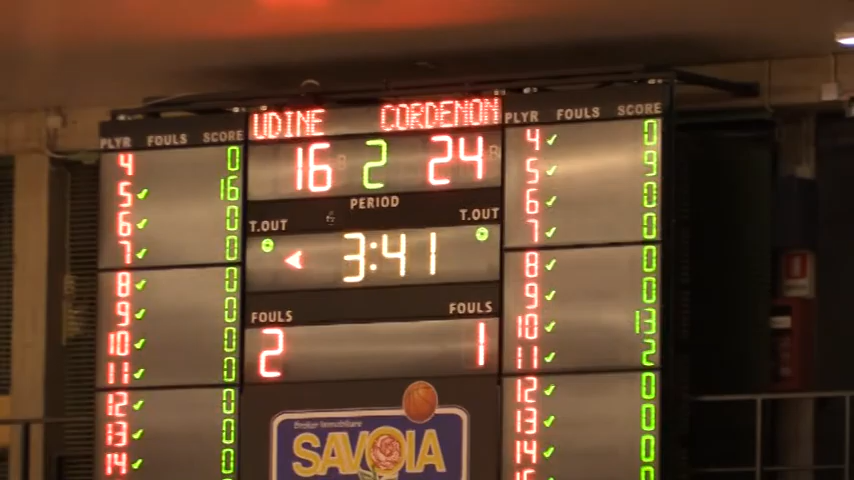 UDINE CORDENON
PLYR FOULS SCORE
16 2 24
PLYR FOULS SCORE
4 0
5 16
6 0
7 0
8 0
9 0
10 0
11 0
12 0
13 0
14 0
PERIOD
T.OUT T.OUT
3:41
FOULS FOULS
2 1
4 0
5 9
6 0
7 0
8 0
9 0
10 13
11 2
12 0
13 0
14 0
Broker Immobiliare
SAVOIA